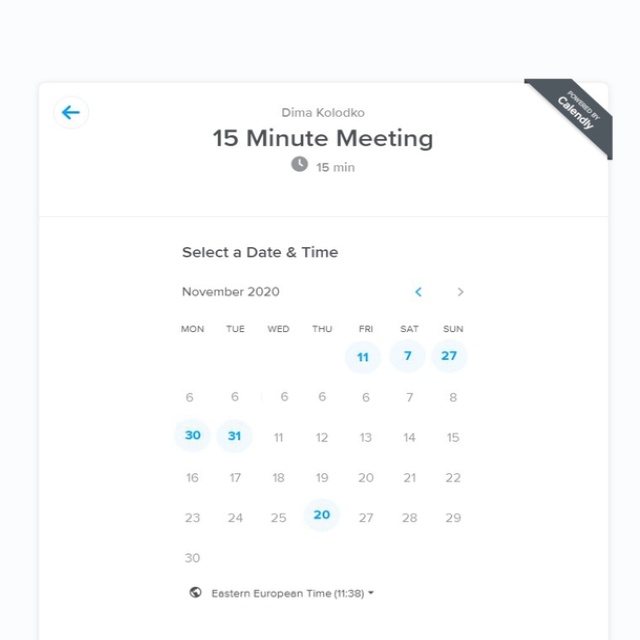 Dima Kolodko
POWERED BY
Calendly
15 Minute Meeting
15 min
Select a Date & Time
November 2020
MON TUE WED THU FRI SAT SUN
11 7 27
6 6 6 6 6 7 8
30 31 11 12 13 14 15
16 17 18 19 20 21 22
23 24 25 20 27 28 29
30
Eastern European Time (11:38)